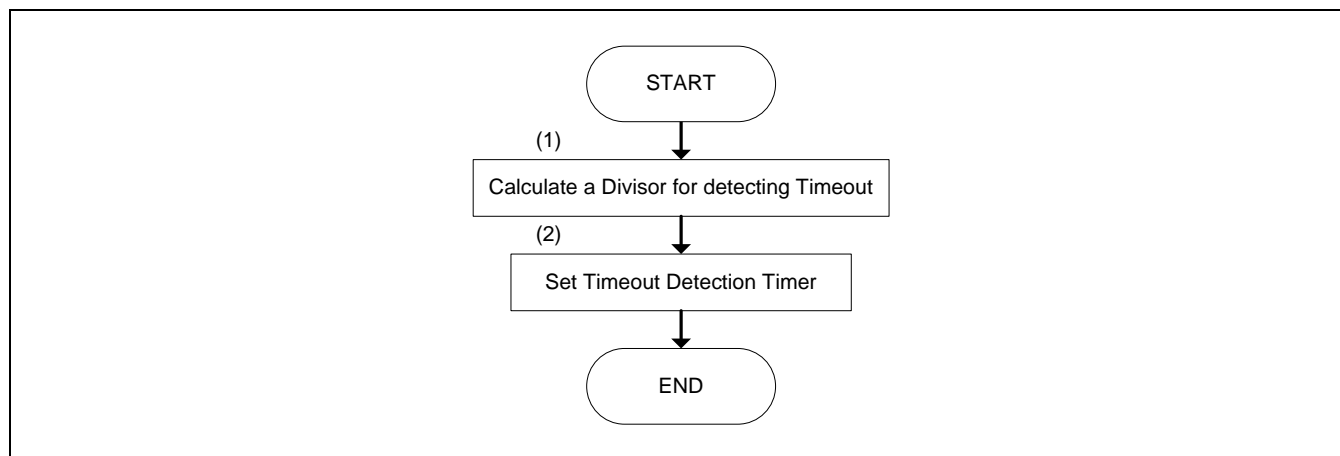 START
(1)
Calculate a Divisor for detecting Timeout
(2)
Set Timeout Detection Timer
END